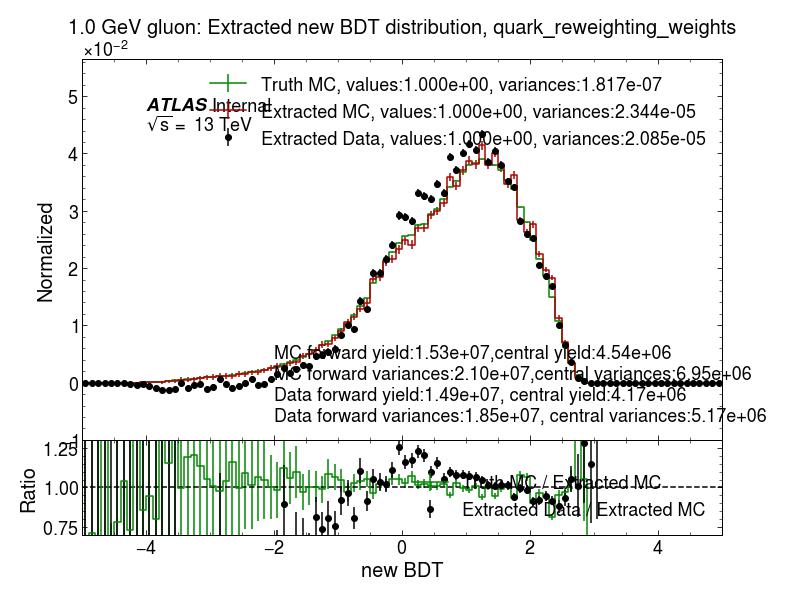 1.0 GeV gluon: Extracted new BDT distribution, quark_reweighting_weights
×10⁻²
Truth MC, values:1.000e+00, variances:1.817e-07
ATLAS Internal
Extracted MC, values:1.000e+00, variances:2.344e-05
√s = 13 TeV
Extracted Data, values:1.000e+00, variances:2.085e-05
5
4
3
2
1
0
−1
Normalized
MC forward yield:1.53e+07,central yield:4.54e+06
MC forward variances:2.10e+07,central variances:6.95e+06
Data forward yield:1.49e+07, central yield:4.17e+06
Data forward variances:1.85e+07, central variances:5.17e+06
1.25
1.00
0.75
Ratio
Truth MC / Extracted MC
Extracted Data / Extracted MC
−4 −2 0 2 4
new BDT